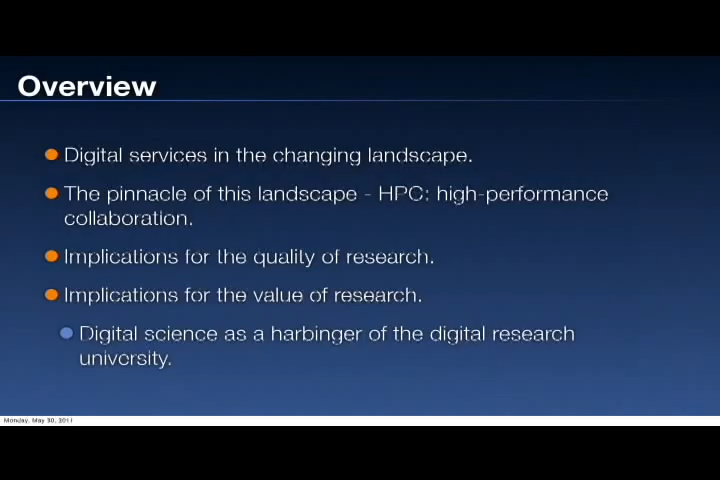 Overview
Digital services in the changing landscape.
The pinnacle of this landscape - HPC: high-performance
collaboration.
Implications for the quality of research.
Implications for the value of research.
Digital science as a harbinger of the digital research
university.
Monday, May 30, 2011